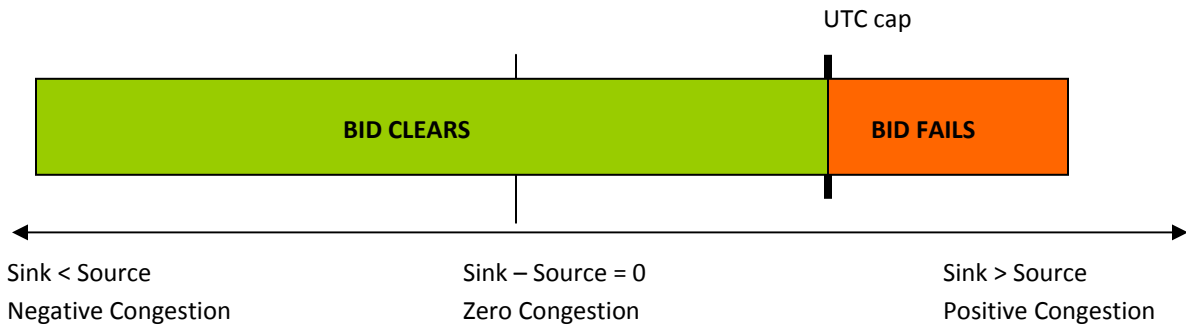 UTC cap
BID CLEARS
BID FAILS
Sink < Source
Negative Congestion
Sink – Source = 0
Zero Congestion
Sink > Source
Positive Congestion